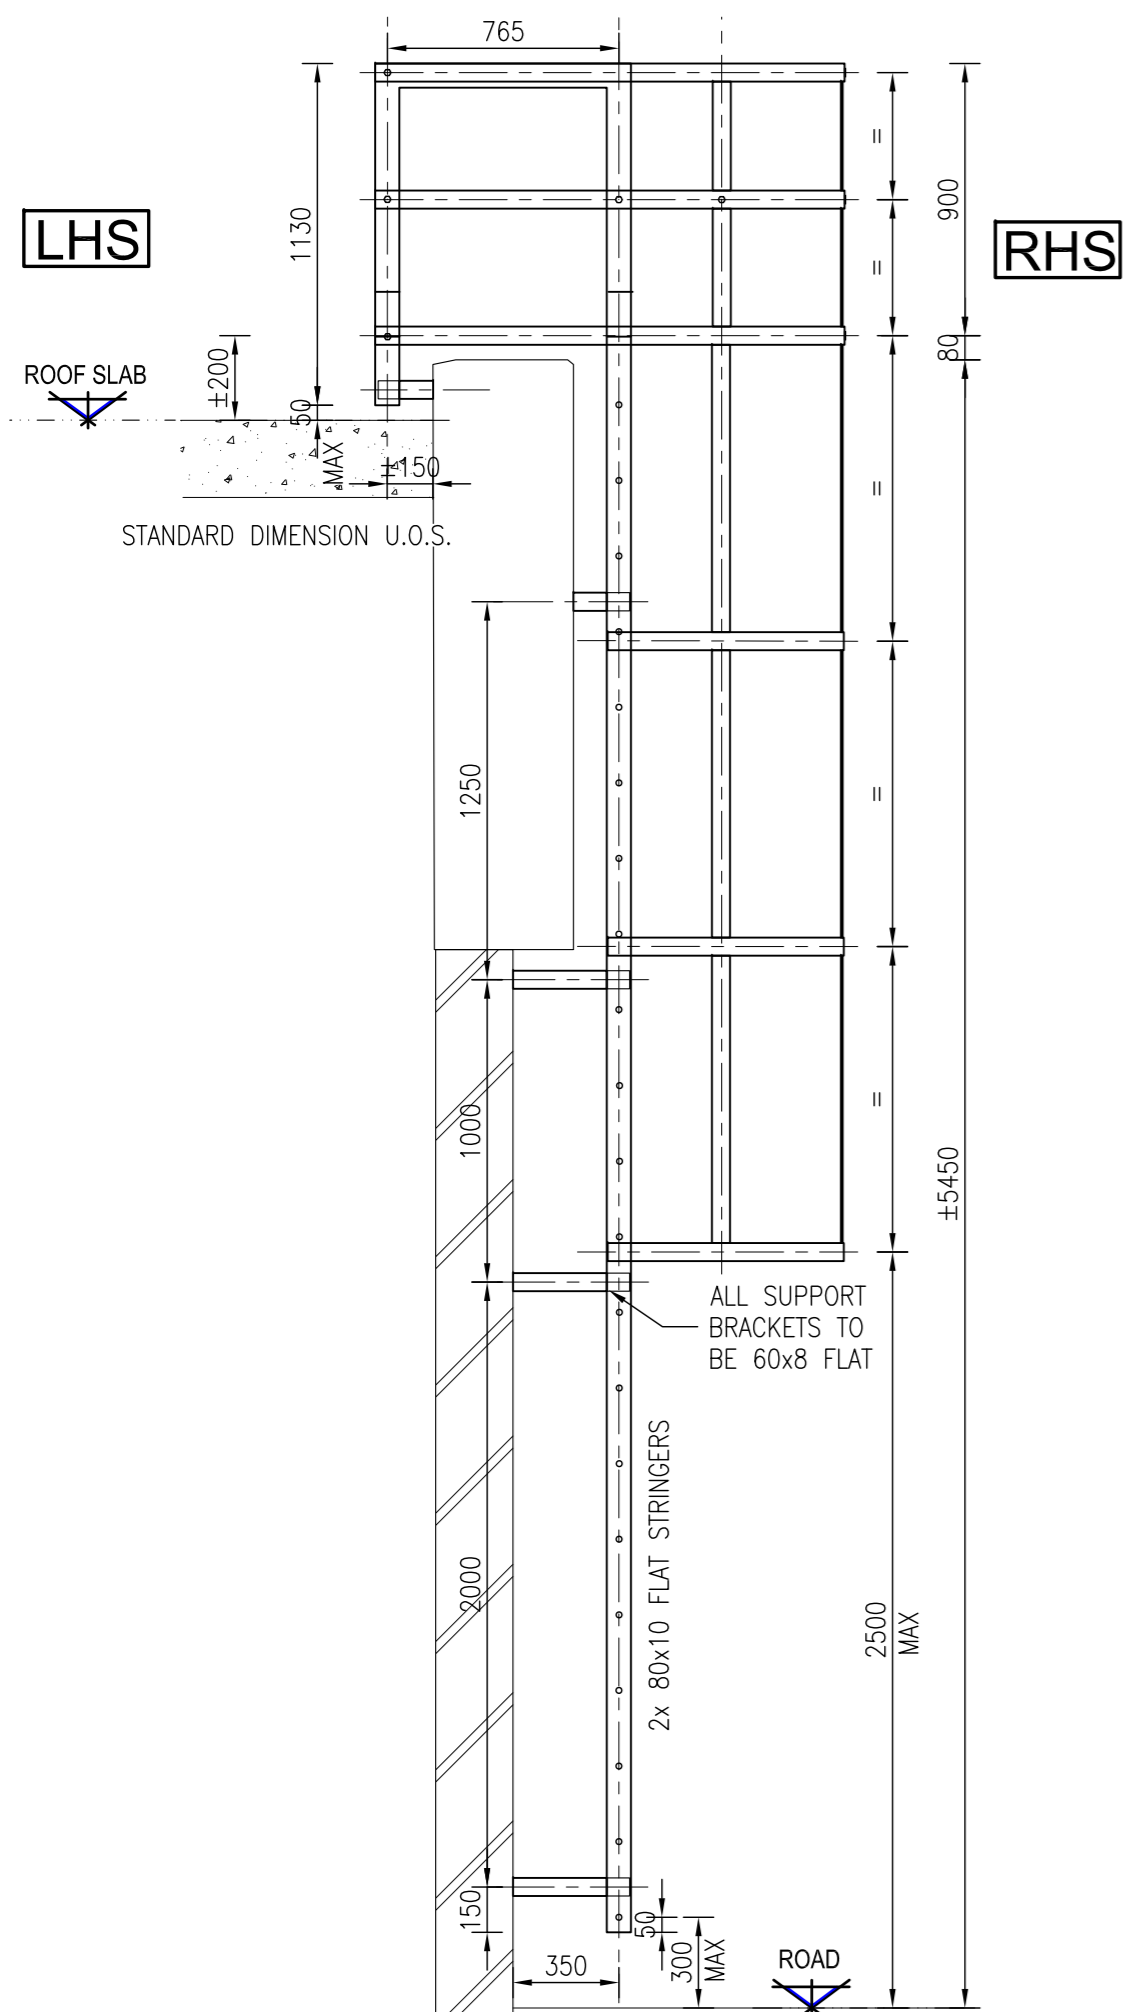 765
LHS
1130
900
RHS
=
=
±200
80
ROOF SLAB
50
MAX
±150
STANDARD DIMENSION U.O.S.
=
1250
=
1000
=
±5450
ALL SUPPORT
BRACKETS TO
BE 60x8 FLAT
2x 80x10 FLAT STRINGERS
2000
2500
MAX
150
50
300
MAX
350
ROAD